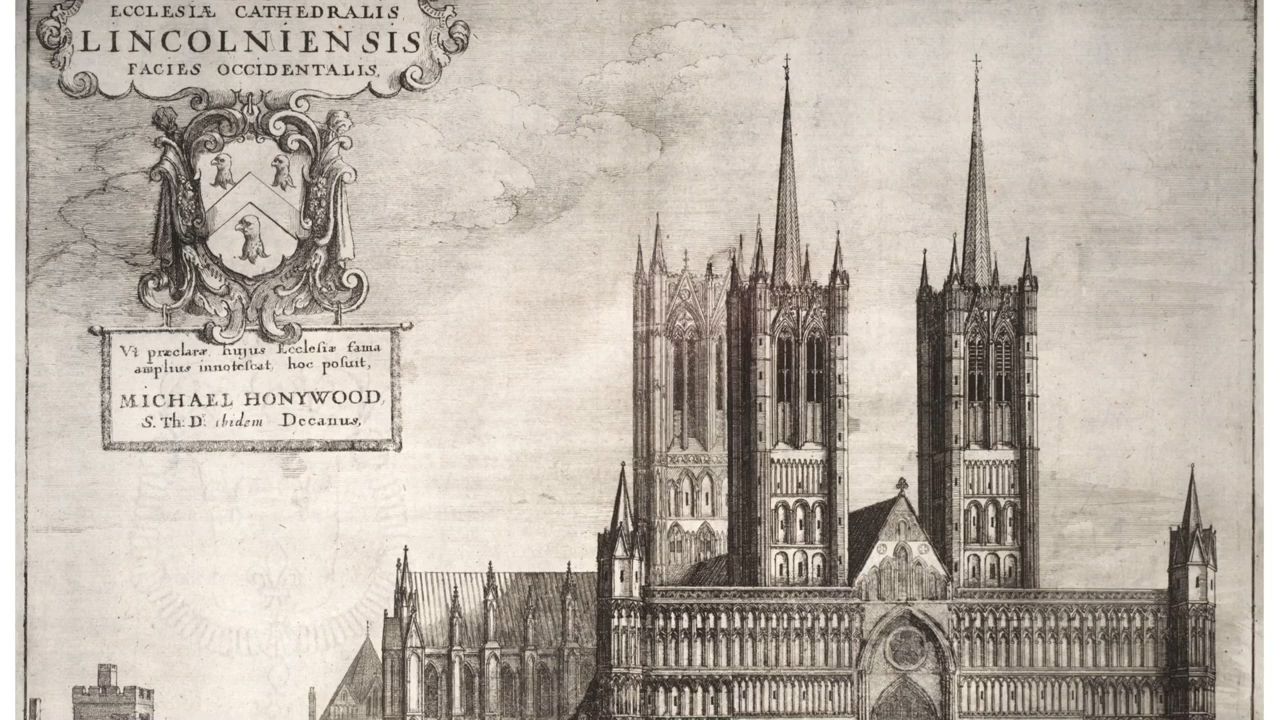 ECCLESIÆ CATHEDRALIS
LINCOLNIENSIS
FACIES OCCIDENTALIS,
Vt præclaræ hujus Ecclesiæ fama
amplius innotescat, hoc posuit,
MICHAEL HONYWOOD,
S. Th: D. ibidem Decanus,